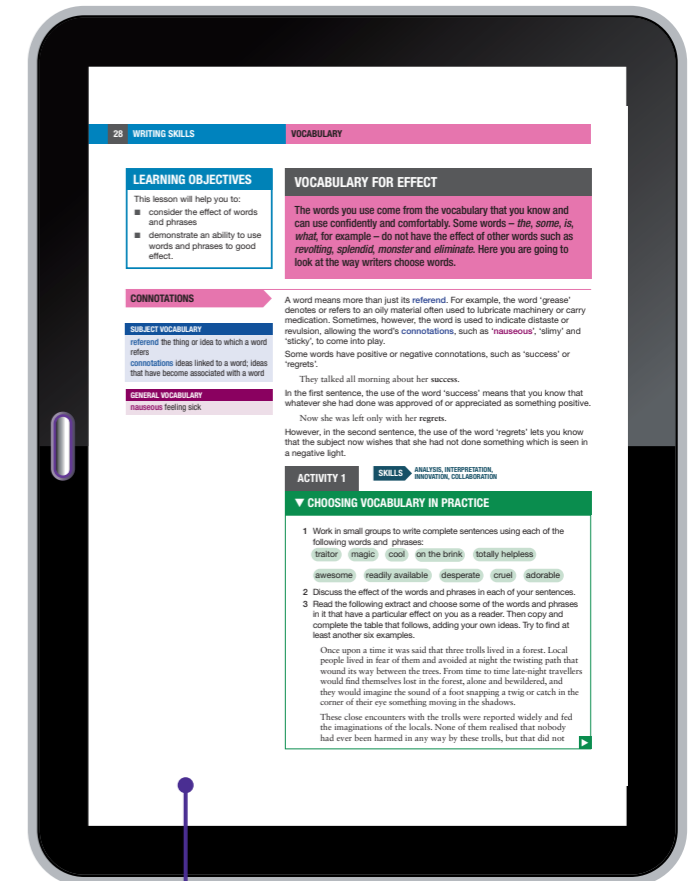 28 WRITING SKILLS VOCABULARY
LEARNING OBJECTIVES
This lesson will help you to:
■ consider the effect of words
and phrases
■ demonstrate an ability to use
words and phrases to good
effect.
VOCABULARY FOR EFFECT
The words you use come from the vocabulary that you know and
can use confidently and comfortably. Some words – the, some, is,
what, for example – do not have the effect of other words such as
revolting, splendid, monster and eliminate. Here you are going to
look at the way writers choose words.
CONNOTATIONS
SUBJECT VOCABULARY
referend the thing or idea to which a word
refers
connotations ideas linked to a word; ideas
that have become associated with a word
GENERAL VOCABULARY
nauseous feeling sick
A word means more than just its referend. For example, the word ‘grease’
denotes or refers to an oily material often used to lubricate machinery or carry
medication. Sometimes, however, the word is used to indicate distaste or
revulsion, allowing the word’s connotations, such as ‘nauseous’, ‘slimy’ and
‘sticky’, to come into play.
Some words have positive or negative connotations, such as ‘success’ or
‘regrets’.
They talked all morning about her success.
In the first sentence, the use of the word ‘success’ means that you know that
whatever she had done was approved of or appreciated as something positive.
Now she was left only with her regrets.
However, in the second sentence, the use of the word ‘regrets’ lets you know
that the subject now wishes that she had not done something which is seen in
a negative light.
ACTIVITY 1
SKILLS ANALYSIS, INTERPRETATION,
INNOVATION, COLLABORATION
▼ CHOOSING VOCABULARY IN PRACTICE
1 Work in small groups to write complete sentences using each of the
following words and phrases:
traitor magic cool on the brink totally helpless
awesome readily available desperate cruel adorable
2 Discuss the effect of the words and phrases in each of your sentences.
3 Read the following extract and choose some of the words and phrases
in it that have a particular effect on you as a reader. Then copy and
complete the table that follows, adding your own ideas. Try to find at
least another six examples.
Once upon a time it was said that three trolls lived in a forest. Local
people lived in fear of them and avoided at night the twisting path that
wound its way between the trees. From time to time late-night travellers
would find themselves lost in the forest, alone and bewildered, and
they would imagine the sound of a foot snapping a twig or catch in the
corner of their eye something moving in the shadows.
These close encounters with the trolls were reported widely and fed
the imaginations of the locals. None of them realised that nobody
had ever been harmed in any way by these trolls, but that did not